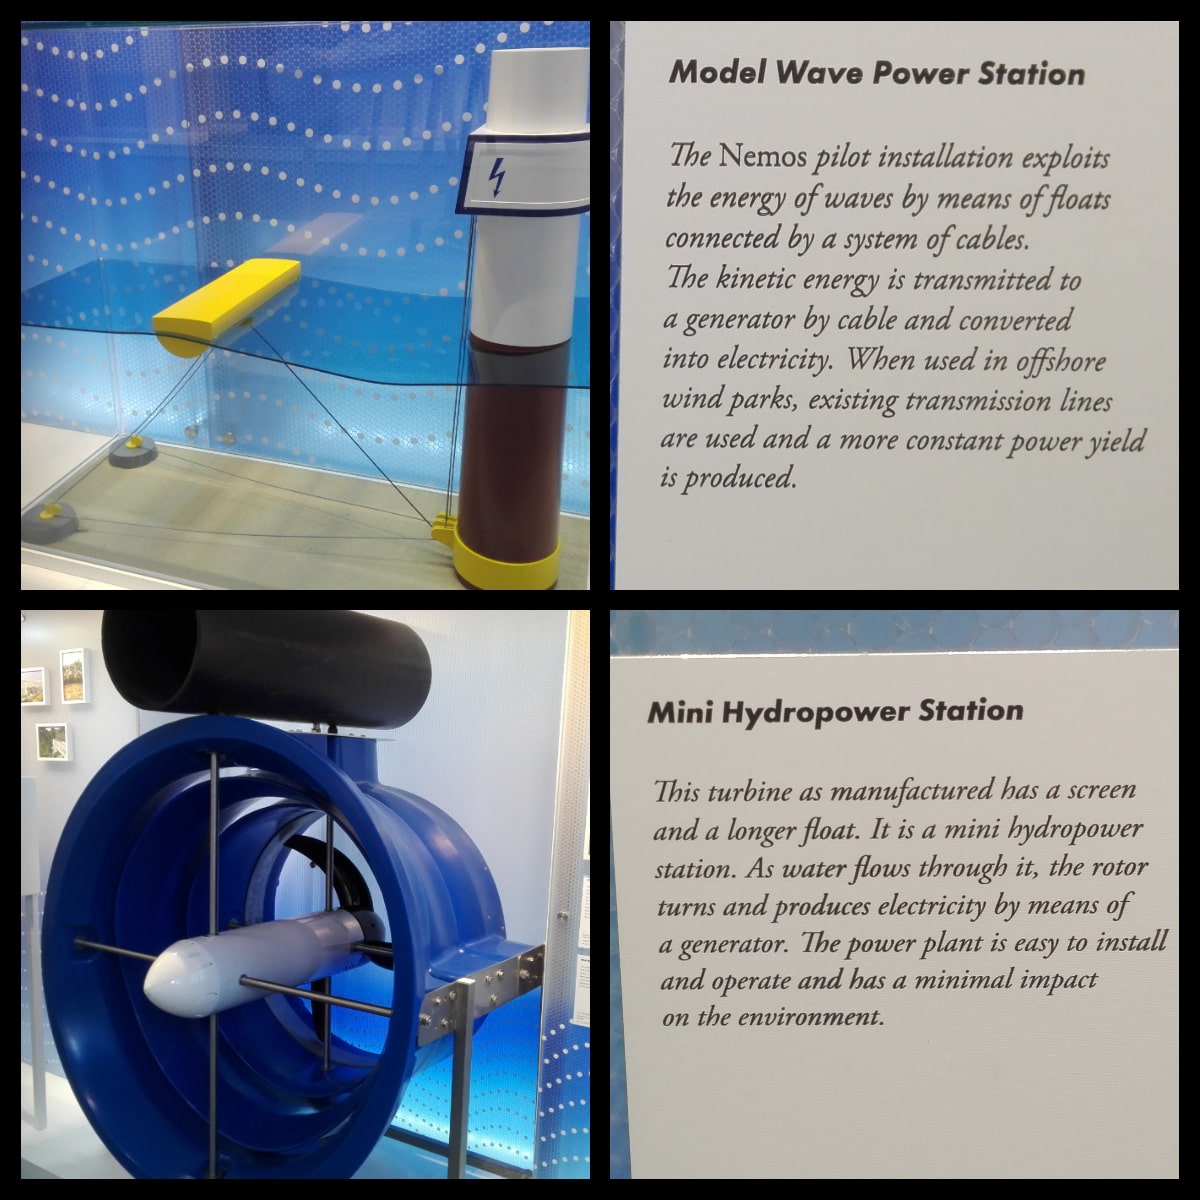 Model Wave Power Station
The Nemos pilot installation exploits
the energy of waves by means of floats
connected by a system of cables.
The kinetic energy is transmitted to
a generator by cable and converted
into electricity. When used in offshore
wind parks, existing transmission lines
are used and a more constant power yield
is produced.
Mini Hydropower Station
This turbine as manufactured has a screen
and a longer float. It is a mini hydropower
station. As water flows through it, the rotor
turns and produces electricity by means of
a generator. The power plant is easy to install
and operate and has a minimal impact
on the environment.